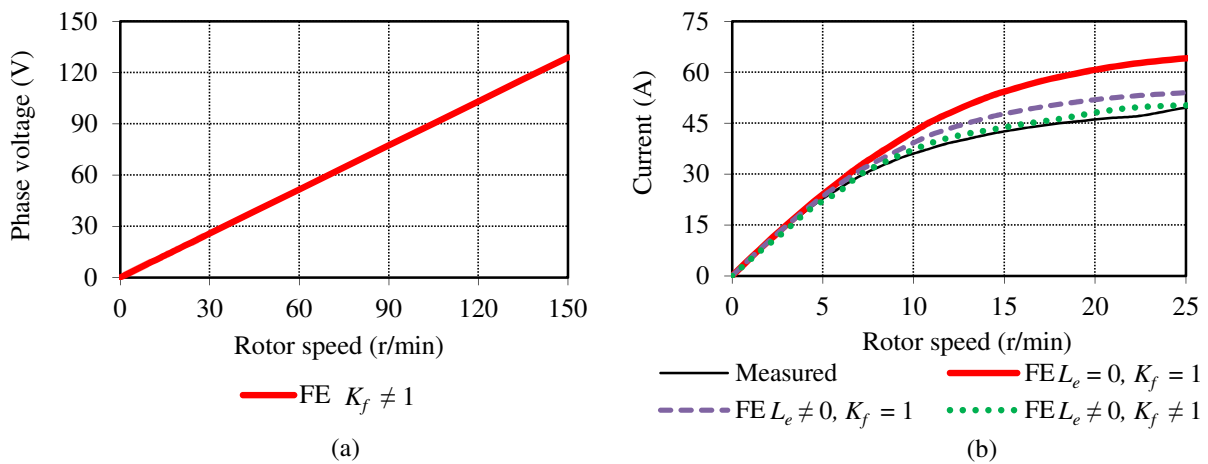 150
120
90
60
30
0
Phase voltage (V)
0 30 60 90 120 150
Rotor speed (r/min)
FE K_f ≠ 1
(a)
75
60
45
30
15
0
Current (A)
0 5 10 15 20 25
Rotor speed (r/min)
Measured
FE L_e = 0, K_f = 1
FE L_e ≠ 0, K_f = 1
FE L_e ≠ 0, K_f ≠ 1
(b)